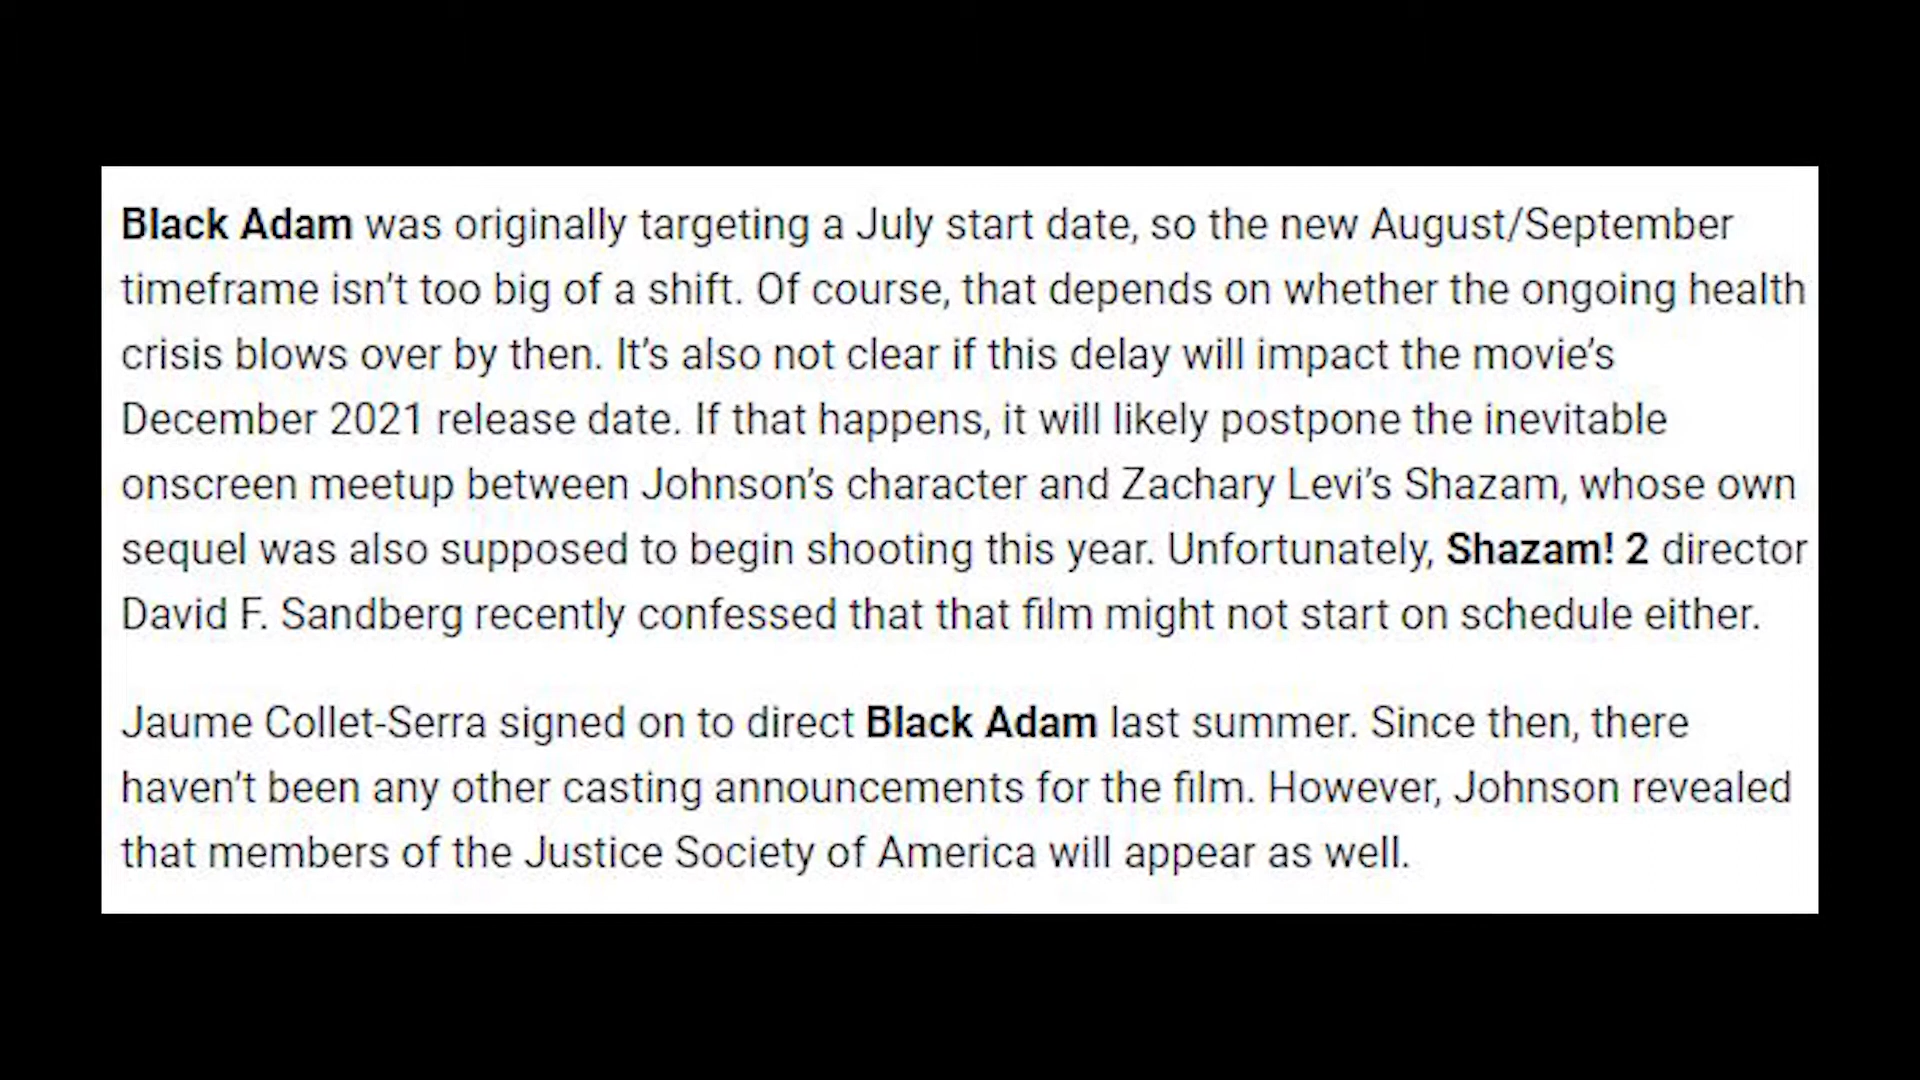 Black Adam was originally targeting a July start date, so the new August/September
timeframe isn't too big of a shift. Of course, that depends on whether the ongoing health
crisis blows over by then. It's also not clear if this delay will impact the movie's
December 2021 release date. If that happens, it will likely postpone the inevitable
onscreen meetup between Johnson's character and Zachary Levi's Shazam, whose own
sequel was also supposed to begin shooting this year. Unfortunately, Shazam! 2 director
David F. Sandberg recently confessed that that film might not start on schedule either.
Jaume Collet-Serra signed on to direct Black Adam last summer. Since then, there
haven't been any other casting announcements for the film. However, Johnson revealed
that members of the Justice Society of America will appear as well.